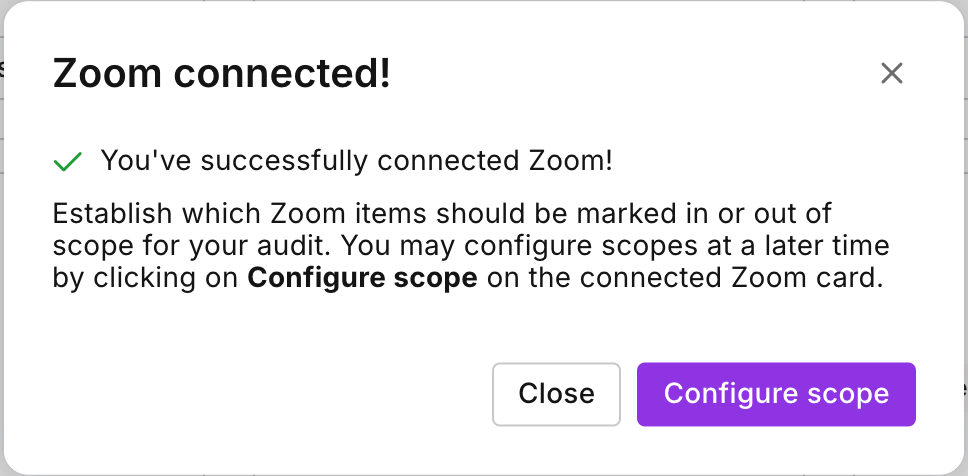 Zoom connected!
You've successfully connected Zoom!
Establish which Zoom items should be marked in or out of
scope for your audit. You may configure scopes at a later time
by clicking on Configure scope on the connected Zoom card.
Close
Configure scope